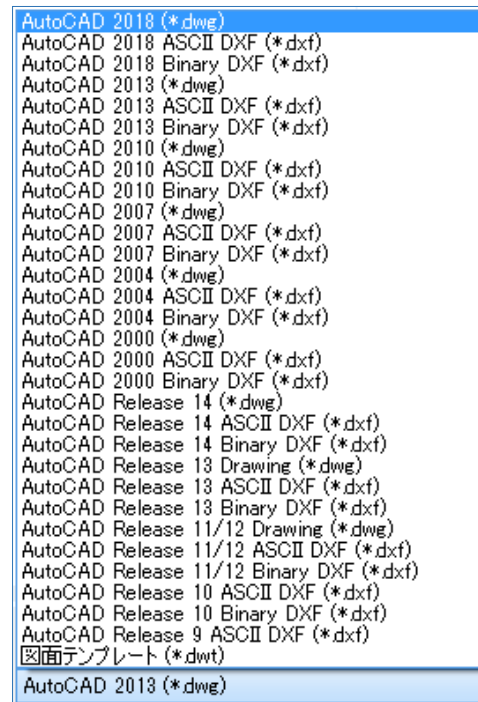 AutoCAD 2018 (*.dwg)
AutoCAD 2018 ASCII DXF (*.dxf)
AutoCAD 2018 Binary DXF (*.dxf)
AutoCAD 2013 (*.dwg)
AutoCAD 2013 ASCII DXF (*.dxf)
AutoCAD 2013 Binary DXF (*.dxf)
AutoCAD 2010 (*.dwg)
AutoCAD 2010 ASCII DXF (*.dxf)
AutoCAD 2010 Binary DXF (*.dxf)
AutoCAD 2007 (*.dwg)
AutoCAD 2007 ASCII DXF (*.dxf)
AutoCAD 2007 Binary DXF (*.dxf)
AutoCAD 2004 (*.dwg)
AutoCAD 2004 ASCII DXF (*.dxf)
AutoCAD 2004 Binary DXF (*.dxf)
AutoCAD 2000 (*.dwg)
AutoCAD 2000 ASCII DXF (*.dxf)
AutoCAD 2000 Binary DXF (*.dxf)
AutoCAD Release 14 (*.dwg)
AutoCAD Release 14 ASCII DXF (*.dxf)
AutoCAD Release 14 Binary DXF (*.dxf)
AutoCAD Release 13 Drawing (*.dwg)
AutoCAD Release 13 ASCII DXF (*.dxf)
AutoCAD Release 13 Binary DXF (*.dxf)
AutoCAD Release 11/12 Drawing (*.dwg)
AutoCAD Release 11/12 ASCII DXF (*.dxf)
AutoCAD Release 11/12 Binary DXF (*.dxf)
AutoCAD Release 10 ASCII DXF (*.dxf)
AutoCAD Release 10 Binary DXF (*.dxf)
AutoCAD Release 9 ASCII DXF (*.dxf)
図面テンプレート (*.dwt)
AutoCAD 2013 (*.dwg)